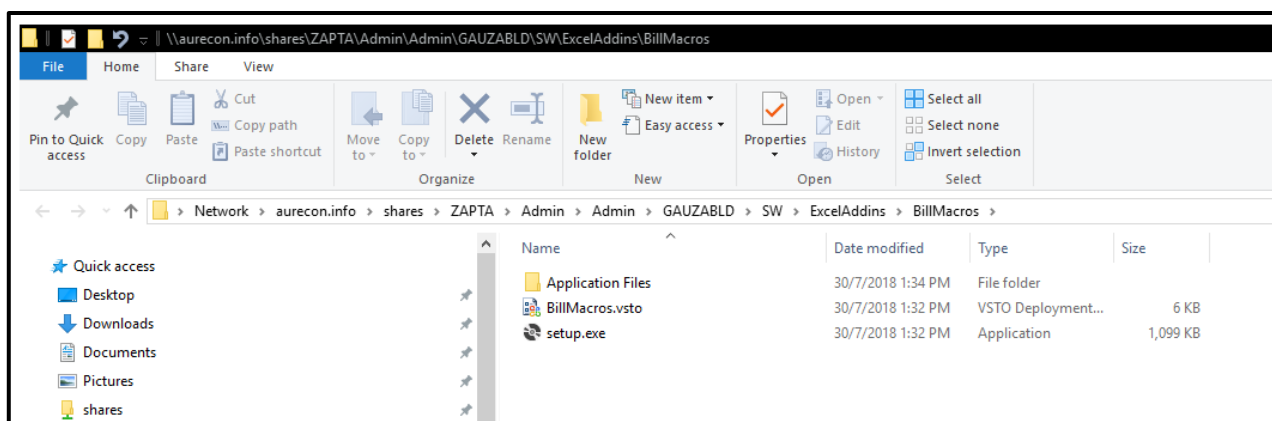 \\aurecon.info\shares\ZAPTA\Admin\Admin\GAUZABLD\SW\ExcelAddins\BillMacros
File Home Share View
Pin to Quick access
Copy
Paste
Cut
Copy path
Paste shortcut
Clipboard
Move to
Copy to
Delete
Rename
Organize
New folder
New item
Easy access
New
Properties
Open
Edit
History
Open
Select all
Select none
Invert selection
Select
Network > aurecon.info > shares > ZAPTA > Admin > Admin > GAUZABLD > SW > ExcelAddins > BillMacros >
Quick access
Desktop
Downloads
Documents
Pictures
shares
Name Date modified Type Size
Application Files 30/7/2018 1:34 PM File folder
BillMacros.vsto 30/7/2018 1:32 PM VSTO Deployment... 6 KB
setup.exe 30/7/2018 1:32 PM Application 1,099 KB